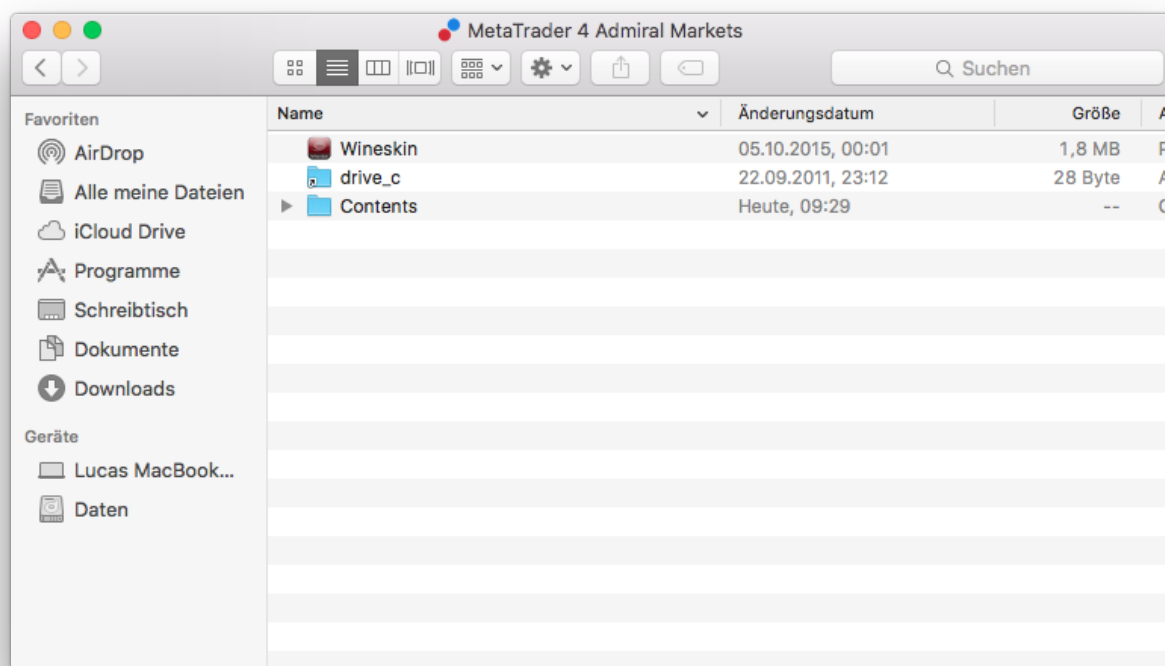 MetaTrader 4 Admiral Markets
Suchen
Favoriten
AirDrop
Alle meine Dateien
iCloud Drive
Programme
Schreibtisch
Dokumente
Downloads
Geräte
Lucas MacBook...
Daten
Name Änderungsdatum Größe
Wineskin 05.10.2015, 00:01 1,8 MB
drive_c 22.09.2011, 23:12 28 Byte
Contents Heute, 09:29 --